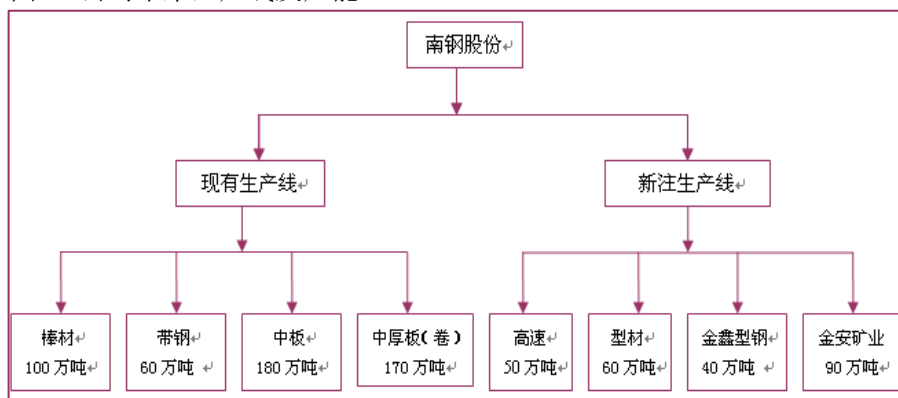 南钢股份
现有生产线
新注生产线
棒材
100 万吨
带钢
60 万吨
中板
180 万吨
中厚板(卷)
170 万吨
高速
50 万吨
型材
60 万吨
金鑫型钢
40 万吨
金安矿业
90 万吨